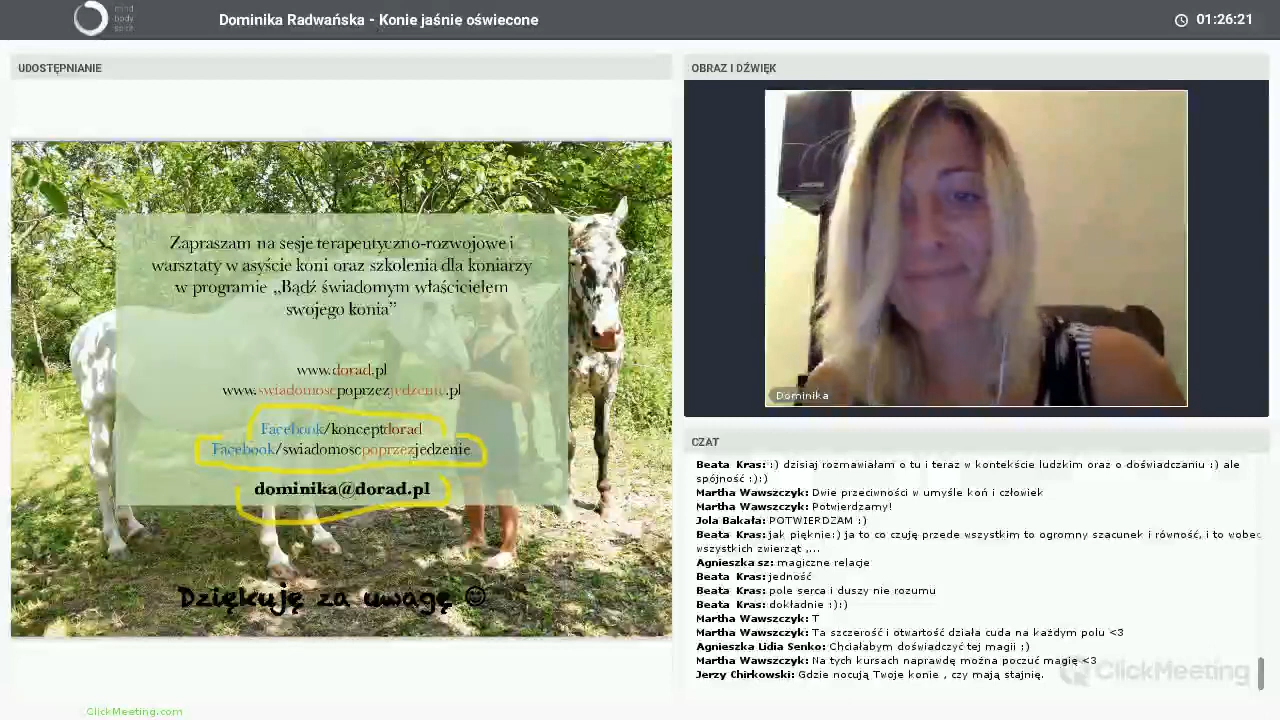 mind
body
spirit
Dominika Radwańska - Konie jaśnie oświecone
01:26:21
UDOSTĘPNIANIE
Zapraszam na sesje terapeutyczno-rozwojowe i
warsztaty w asyście koni oraz szkolenia dla koniarzy
w programie „Bądź świadomym właścicielem
swojego konia”
www.dorad.pl
www.swiadomoscpoprzezjedzenie.pl
Facebook/konceptdorad
Facebook/swiadomoscpoprzezjedzenie
dominika@dorad.pl
Dziękuję za uwagę ☺
OBRAZ I DŹWIĘK
Dominika
CZAT
Beata Kras: :) dzisiaj rozmawiałam o tu i teraz w kontekście ludzkim oraz o doświadczaniu :) ale
spójność :):)
Martha Wawszczyk: Dwie przeciwności w umyśle koń i człowiek
Martha Wawszczyk: Potwierdzamy!
Jola Bakała: POTWIERDZAM :)
Beata Kras: jak pięknie:) ja to co czuję przede wszystkim to ogromny szacunek i równość, i to wobec
wszystkich zwierząt ,...
Agnieszka sz: magiczne relacje
Beata Kras: jedność
Beata Kras: pole serca i duszy nie rozumu
Beata Kras: dokładnie :):)
Martha Wawszczyk: T
Martha Wawszczyk: Ta szczerość i otwartość działa cuda na każdym polu <3
Agnieszka Lidia Senko: Chciałabym doświadczyć tej magii :)
Martha Wawszczyk: Na tych kursach naprawdę można poczuć magię <3
Jerzy Chirkowski: Gdzie nocują Twoje konie , czy mają stajnię.
ClickMeeting
ClickMeeting.com